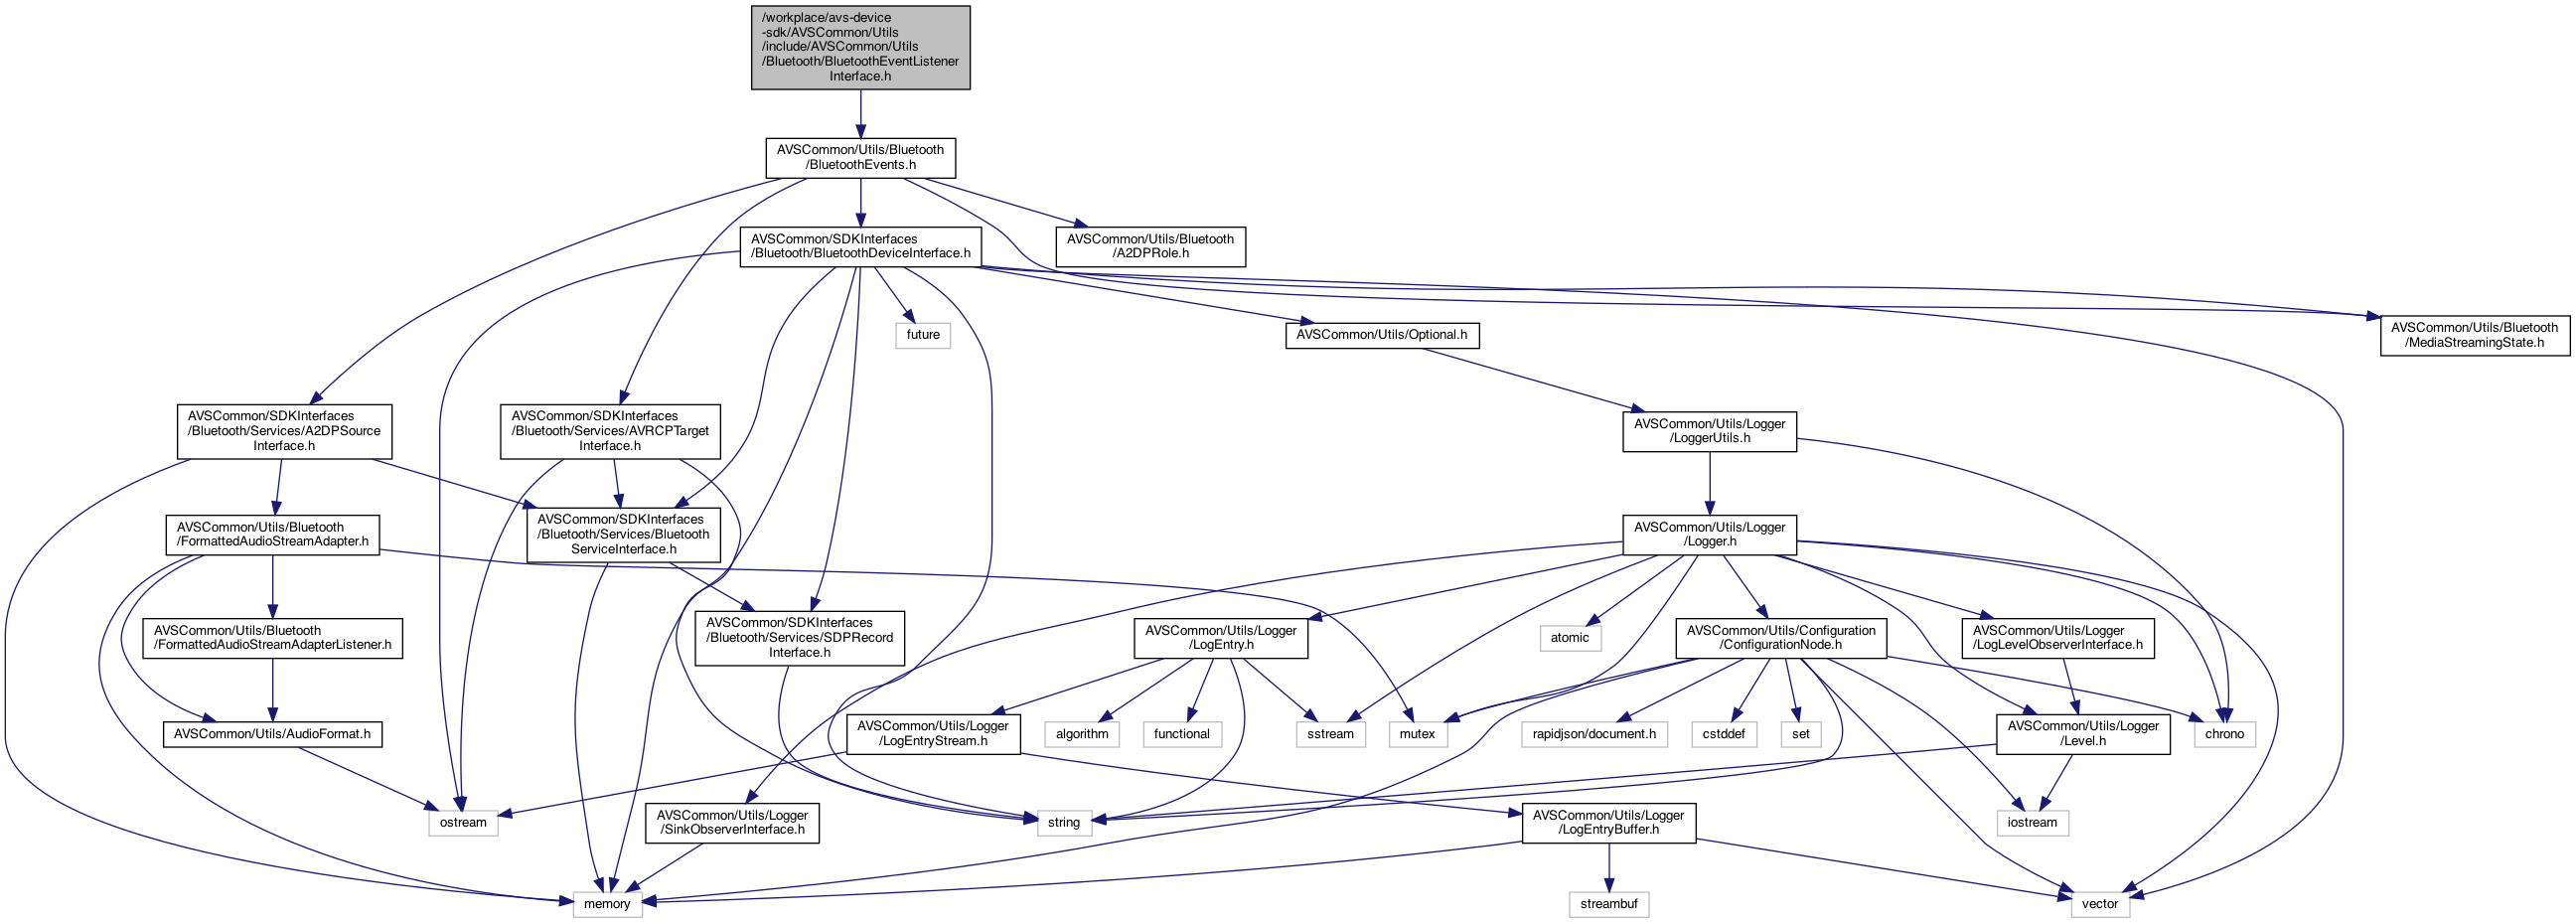 /workplace/avs-device
-sdk/AVSCommon/Utils
/include/AVSCommon/Utils
/Bluetooth/BluetoothEventListener
Interface.h
AVSCommon/Utils/Bluetooth
/BluetoothEvents.h
AVSCommon/SDKInterfaces
/Bluetooth/BluetoothDeviceInterface.h
AVSCommon/Utils/Bluetooth
/A2DPRole.h
future
AVSCommon/Utils/Optional.h
AVSCommon/Utils/Bluetooth
/MediaStreamingState.h
AVSCommon/SDKInterfaces
/Bluetooth/Services/A2DPSource
Interface.h
AVSCommon/SDKInterfaces
/Bluetooth/Services/AVRCPTarget
Interface.h
AVSCommon/Utils/Logger
/LoggerUtils.h
AVSCommon/Utils/Bluetooth
/FormattedAudioStreamAdapter.h
AVSCommon/SDKInterfaces
/Bluetooth/Services/Bluetooth
ServiceInterface.h
AVSCommon/Utils/Logger
/Logger.h
AVSCommon/Utils/Bluetooth
/FormattedAudioStreamAdapterListener.h
AVSCommon/SDKInterfaces
/Bluetooth/Services/SDPRecord
Interface.h
AVSCommon/Utils/Logger
/LogEntry.h
atomic
AVSCommon/Utils/Configuration
/ConfigurationNode.h
AVSCommon/Utils/Logger
/LogLevelObserverInterface.h
AVSCommon/Utils/AudioFormat.h
AVSCommon/Utils/Logger
/LogEntryStream.h
algorithm
functional
sstream
mutex
rapidjson/document.h
cstddef
set
AVSCommon/Utils/Logger
/Level.h
chrono
ostream
AVSCommon/Utils/Logger
/SinkObserverInterface.h
string
AVSCommon/Utils/Logger
/LogEntryBuffer.h
iostream
memory
streambuf
vector